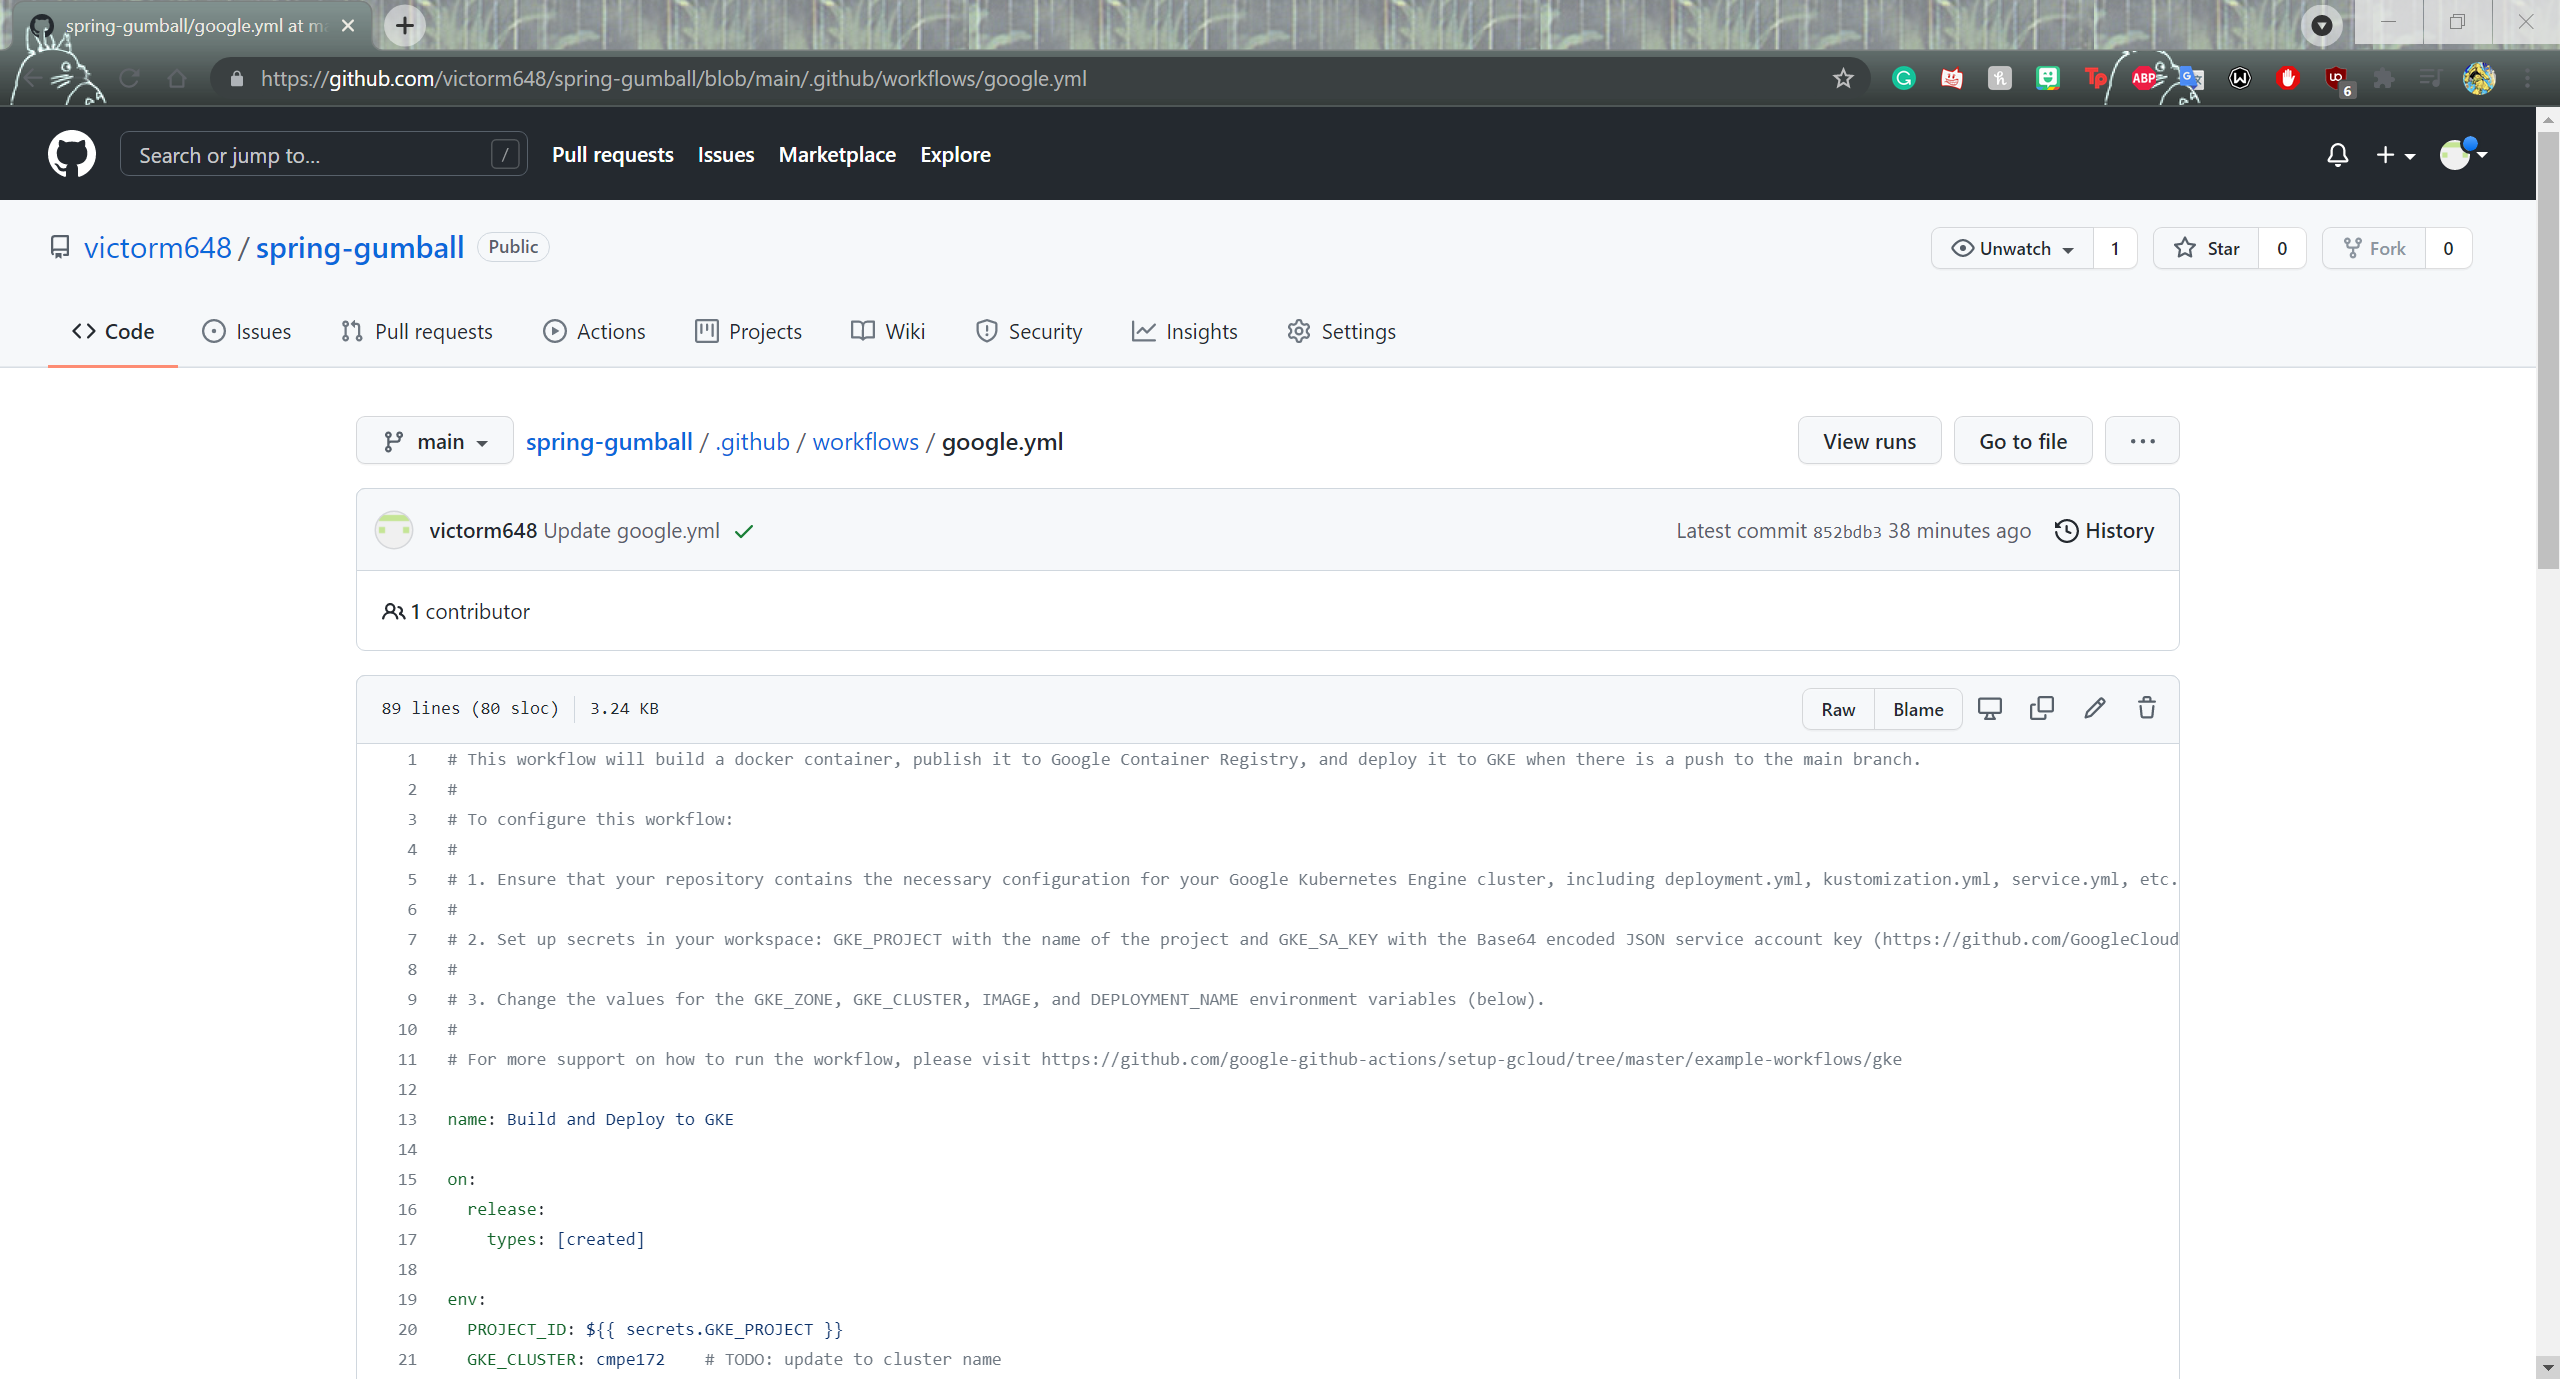 spring-gumball/google.yml at m
https://github.com/victorm648/spring-gumball/blob/main/.github/workflows/google.yml
ABP
6
Search or jump to... /
Pull requests Issues Marketplace Explore
victorm648 / spring-gumball Public
Unwatch 1 Star 0 Fork 0
Code Issues Pull requests Actions Projects Wiki Security Insights Settings
main spring-gumball / .github / workflows / google.yml View runs Go to file ...
victorm648 Update google.yml Latest commit 852bdb3 38 minutes ago History
1 contributor
89 lines (80 sloc) 3.24 KB Raw Blame
1 # This workflow will build a docker container, publish it to Google Container Registry, and deploy it to GKE when there is a push to the main branch.
2 #
3 # To configure this workflow:
4 #
5 # 1. Ensure that your repository contains the necessary configuration for your Google Kubernetes Engine cluster, including deployment.yml, kustomization.yml, service.yml, etc.
6 #
7 # 2. Set up secrets in your workspace: GKE_PROJECT with the name of the project and GKE_SA_KEY with the Base64 encoded JSON service account key (https://github.com/GoogleCloud
8 #
9 # 3. Change the values for the GKE_ZONE, GKE_CLUSTER, IMAGE, and DEPLOYMENT_NAME environment variables (below).
10 #
11 # For more support on how to run the workflow, please visit https://github.com/google-github-actions/setup-gcloud/tree/master/example-workflows/gke
12
13 name: Build and Deploy to GKE
14
15 on:
16 release:
17 types: [created]
18
19 env:
20 PROJECT_ID: ${{ secrets.GKE_PROJECT }}
21 GKE_CLUSTER: cmpe172 # TODO: update to cluster name